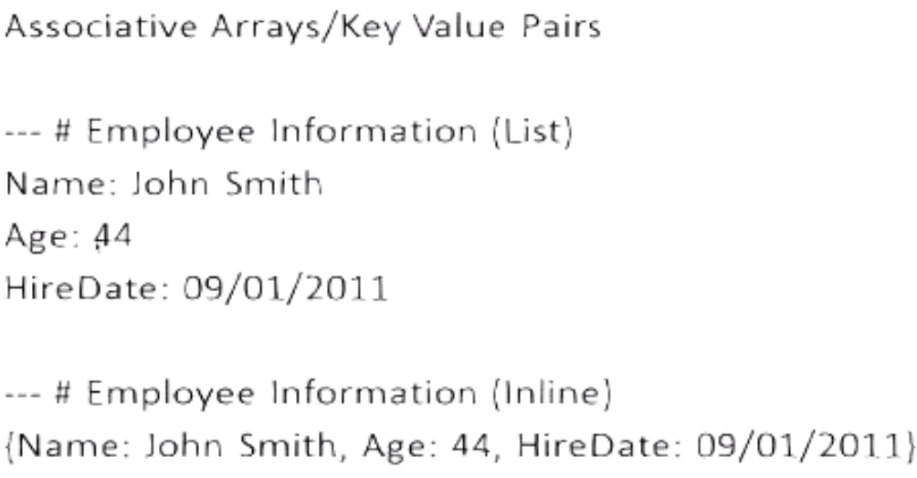 Associative Arrays/Key Value Pairs
--- # Employee Information (List)
Name: John Smith
Age: 44
HireDate: 09/01/2011
--- # Employee Information (Inline)
{Name: John Smith, Age: 44, HireDate: 09/01/2011}